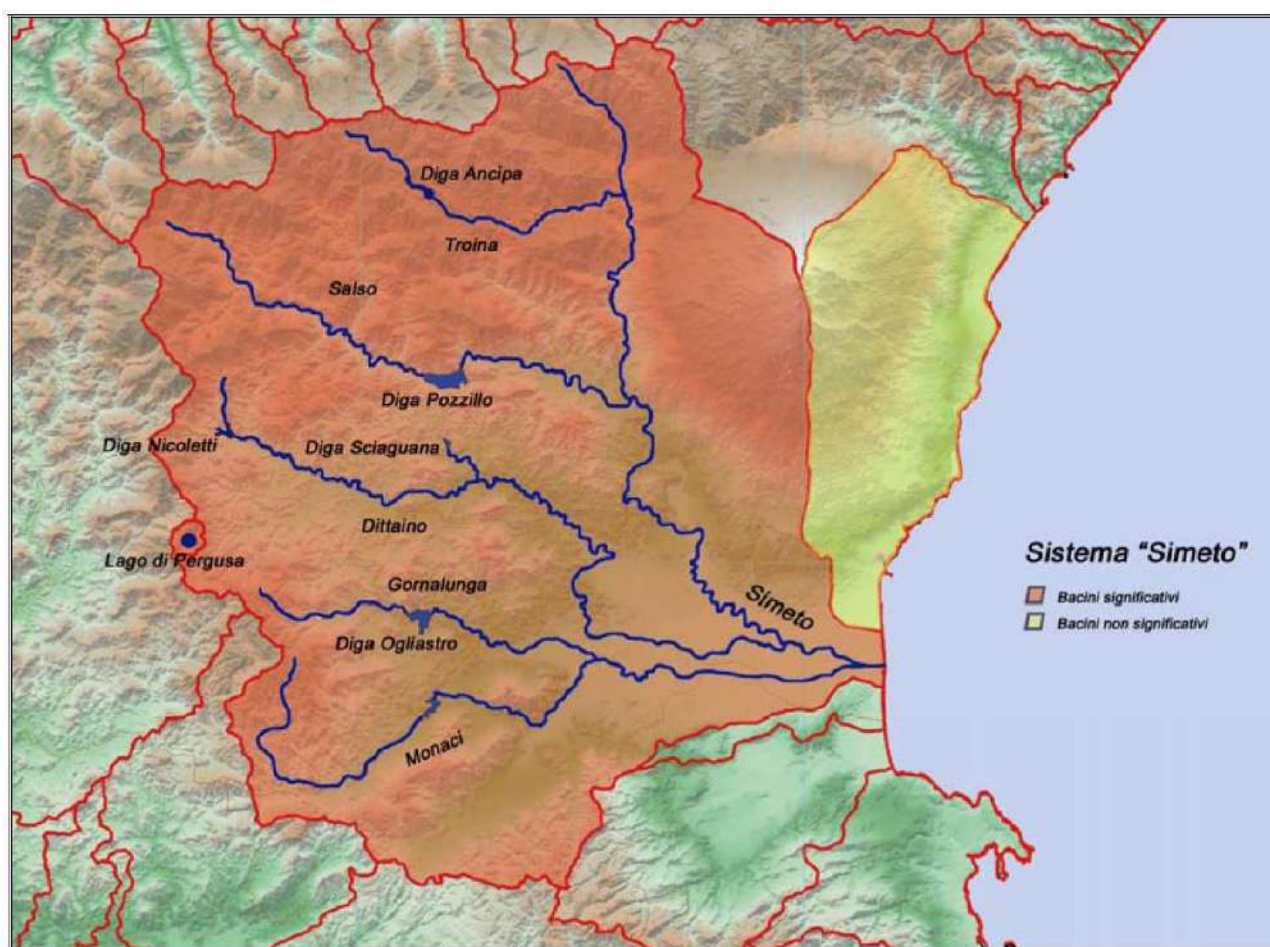 Diga Ancipa
Troina
Salso
Diga Pozzillo
Diga Nicoletti
Diga Sciaguana
Dittaino
Lago di Pergusa
Gornalunga
Simeto
Diga Ogliastro
Monaci
Sistema "Simeto"
Bacini significativi
Bacini non significativi